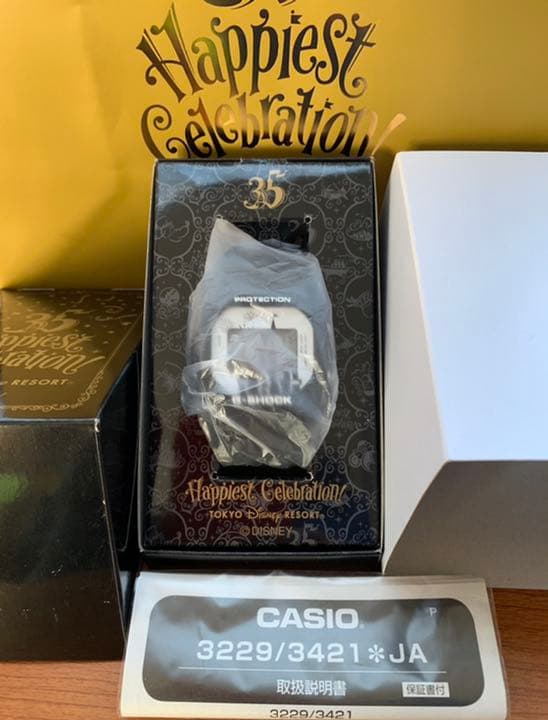 Happiest
Celebration!
35
PROTECTION
G-SHOCK
35
Happiest
Celebration!
RESORT
Happiest Celebration!
TOKYO Disney RESORT®
©DISNEY
CASIO®
P
3229/3421✽JA
取扱説明書
保証書付
3229/3421